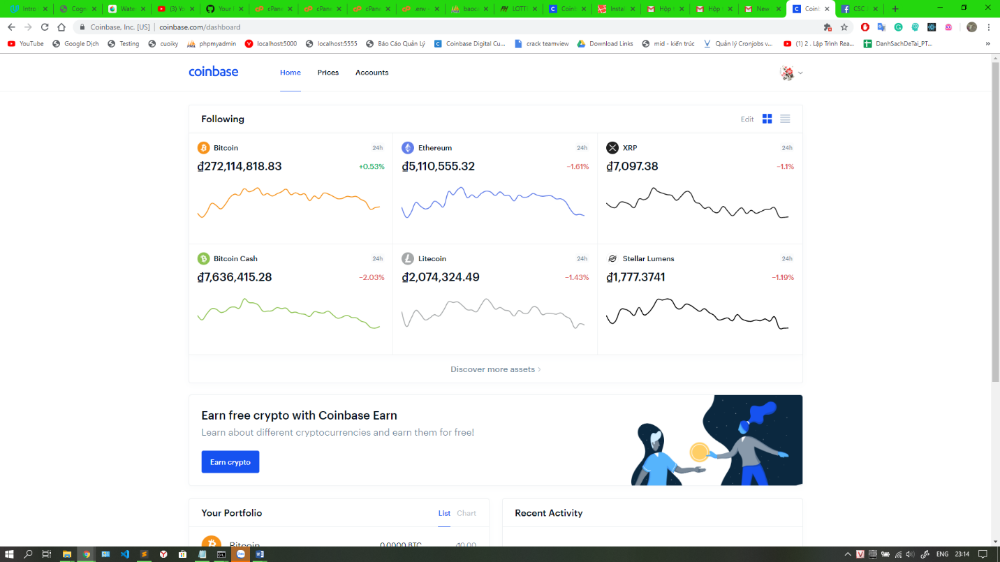 Intro
Cogn
Wate
(3) Yo
Your I
cPane
cPane
cPane
.env
baoca
LOTT
Coinb
Instal
Hộp t
Hộp t
New
Coinb
CSC
Coinbase, Inc. [US] | coinbase.com/dashboard
YouTube Google Dịch Testing cuoiky phpmyadmin localhost:5000 localhost:5555 Báo Cáo Quản Lý Coinbase Digital Cu... crack teamview Download Links mid - kiến trúc Quản lý Cronjobs v... (1) 2 . Lập Trình Rea... DanhSachDeTai_PT... »
coinbase Home Prices Accounts
Following Edit
Bitcoin 24h
₫272,114,818.83 +0.53%
Ethereum 24h
₫5,110,555.32 −1.61%
XRP 24h
₫7,097.38 −1.1%
Bitcoin Cash 24h
₫7,636,415.28 −2.03%
Litecoin 24h
₫2,074,324.49 −1.43%
Stellar Lumens 24h
₫1,777.3741 −1.19%
Discover more assets
Earn free crypto with Coinbase Earn
Learn about different cryptocurrencies and earn them for free!
Earn crypto
Your Portfolio List Chart
Bitcoin 0.0000 BTC ₫0.00
Recent Activity
ENG 23:14